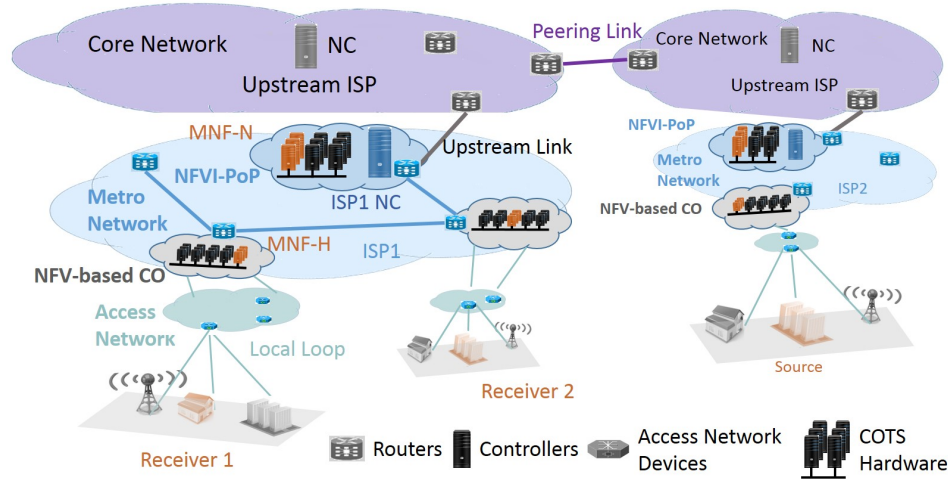 Core Network
NC
Upstream ISP
Peering Link
Core Network
NC
Upstream ISP
MNF-N
NFVI-PoP
ISP1 NC
Upstream Link
Metro
Network
MNF-H
ISP1
NFV-based CO
Access
Network
Local Loop
Receiver 1
Receiver 2
NFVI-PoP
Metro
Network
ISP2
NFV-based CO
Source
Routers
Controllers
Access Network
Devices
COTS
Hardware